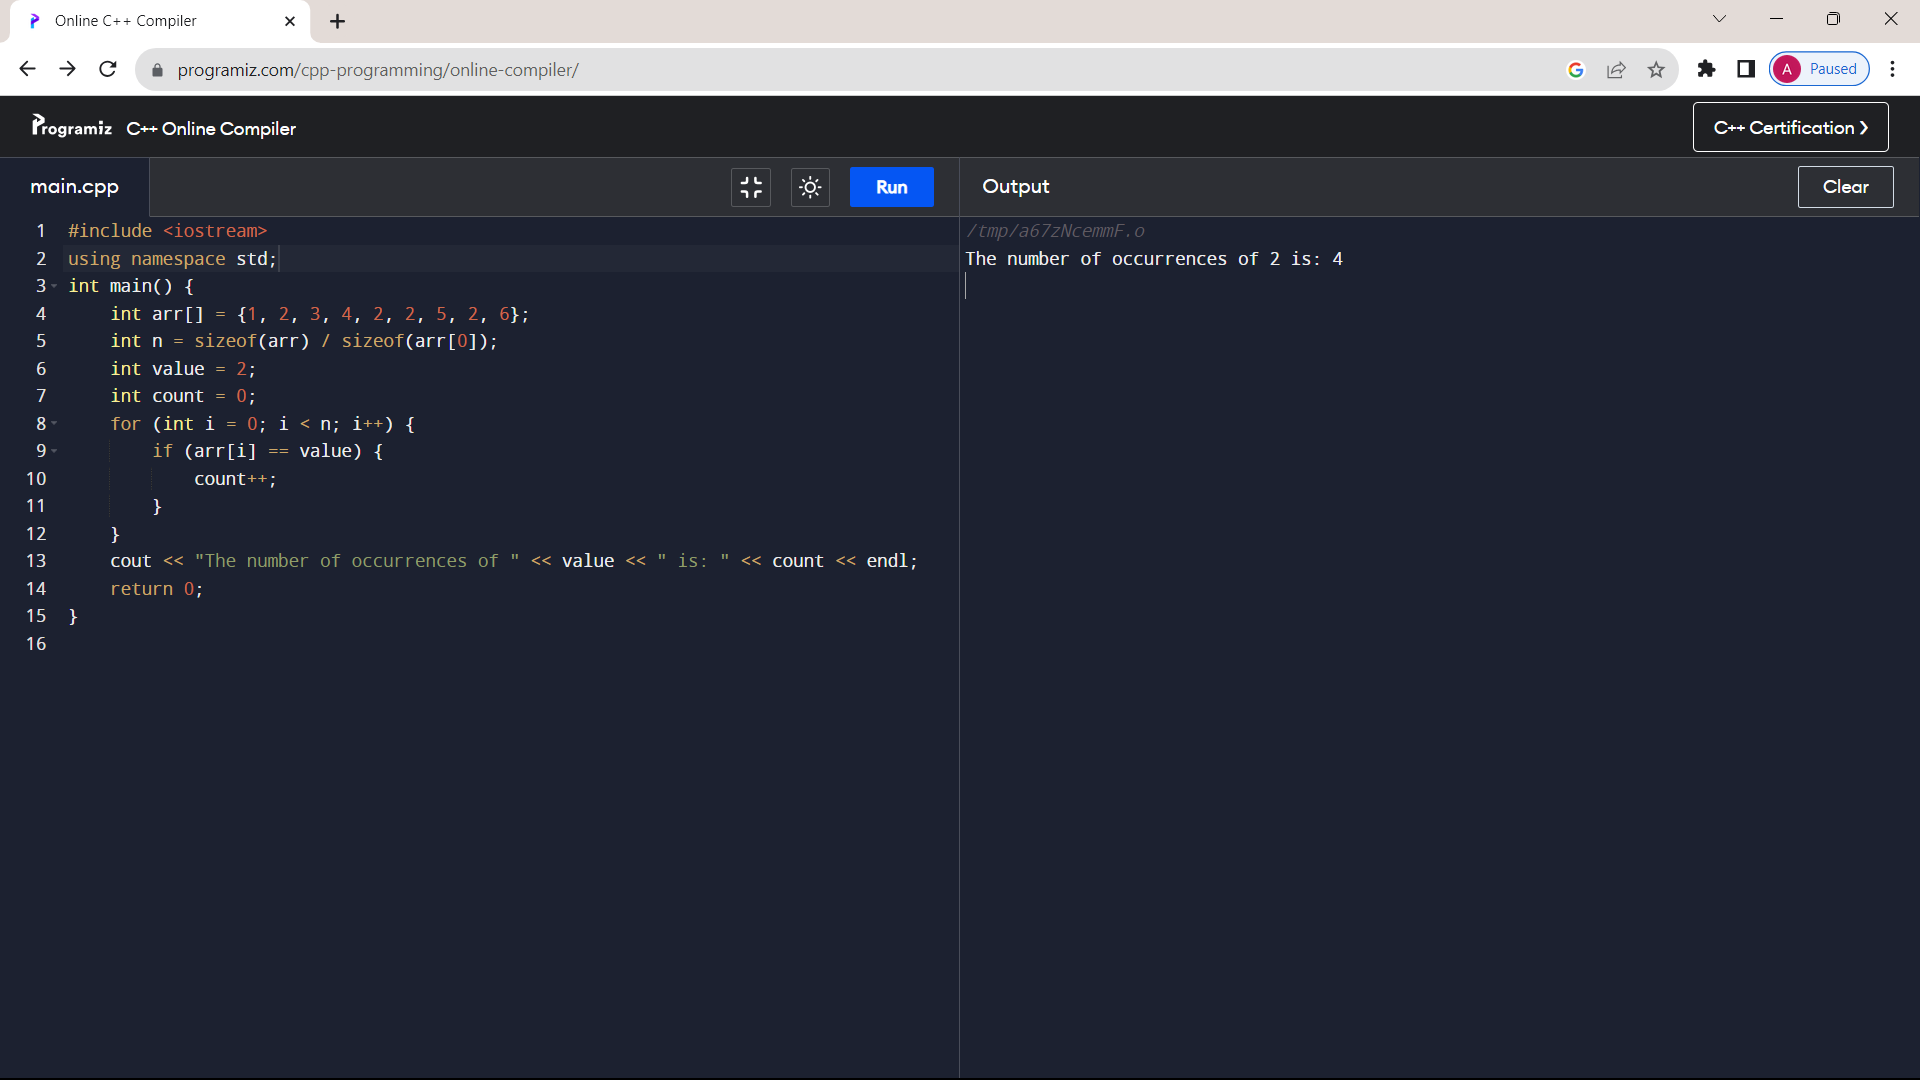 Online C++ Compiler
programiz.com/cpp-programming/online-compiler/
A Paused
Programiz C++ Online Compiler
C++ Certification
main.cpp
Run
Output
Clear
1 #include <iostream>
2 using namespace std;
3 int main() {
4     int arr[] = {1, 2, 3, 4, 2, 2, 5, 2, 6};
5     int n = sizeof(arr) / sizeof(arr[0]);
6     int value = 2;
7     int count = 0;
8     for (int i = 0; i < n; i++) {
9         if (arr[i] == value) {
10             count++;
11         }
12     }
13     cout << "The number of occurrences of " << value << " is: " << count << endl;
14     return 0;
15 }
16
/tmp/a67zNcemmF.o
The number of occurrences of 2 is: 4